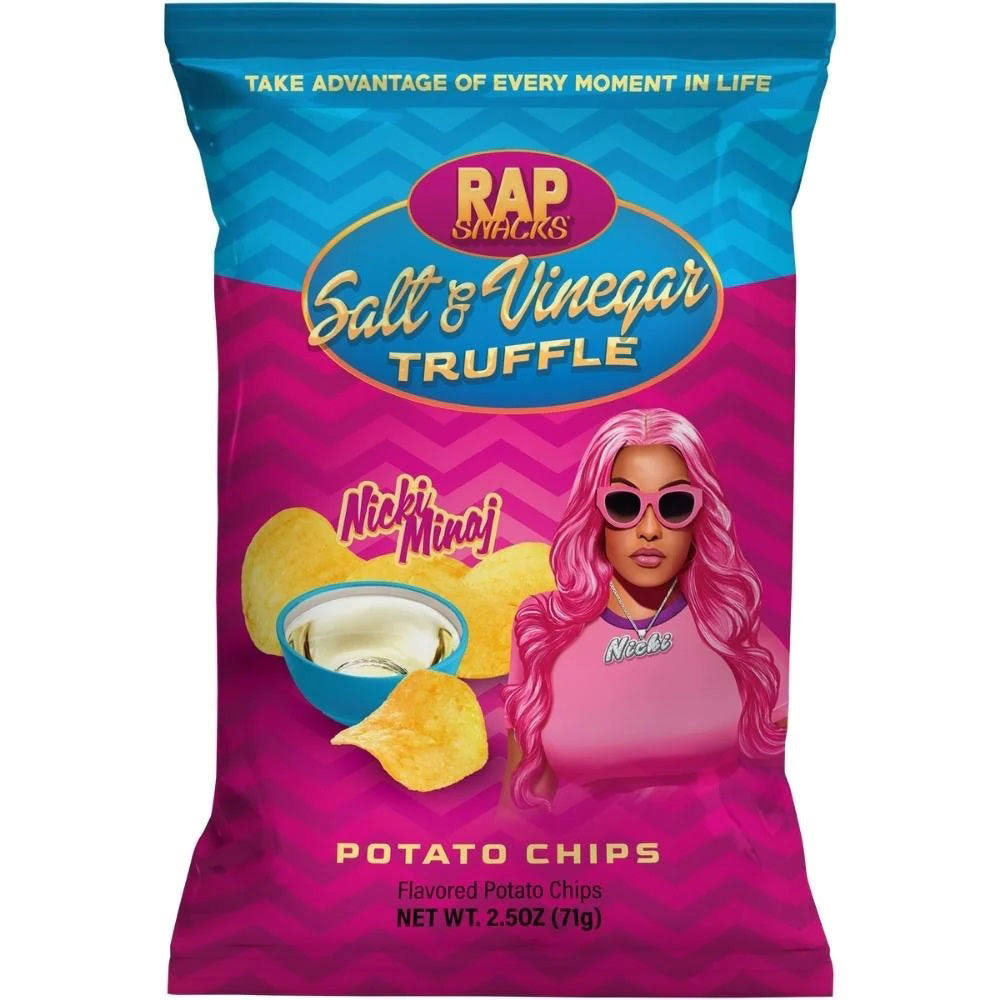 TAKE ADVANTAGE OF EVERY MOMENT IN LIFE
RAP
SNACKS®
Salt & Vinegar
TRUFFLE
Nicki
Minaj
Nicki
POTATO CHIPS
Flavored Potato Chips
NET WT. 2.5OZ (71g)